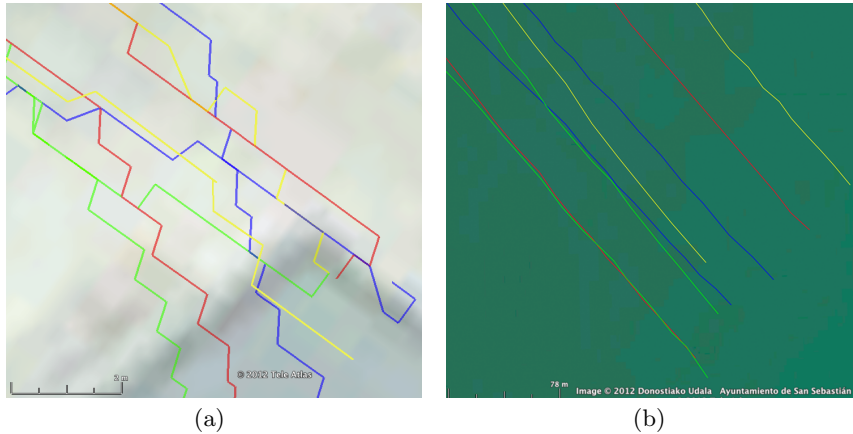 2 m
© 2012 Tele Atlas
78 m
Image © 2012 Donostiako Udala Ayuntamiento de San Sebastián
(a)
(b)